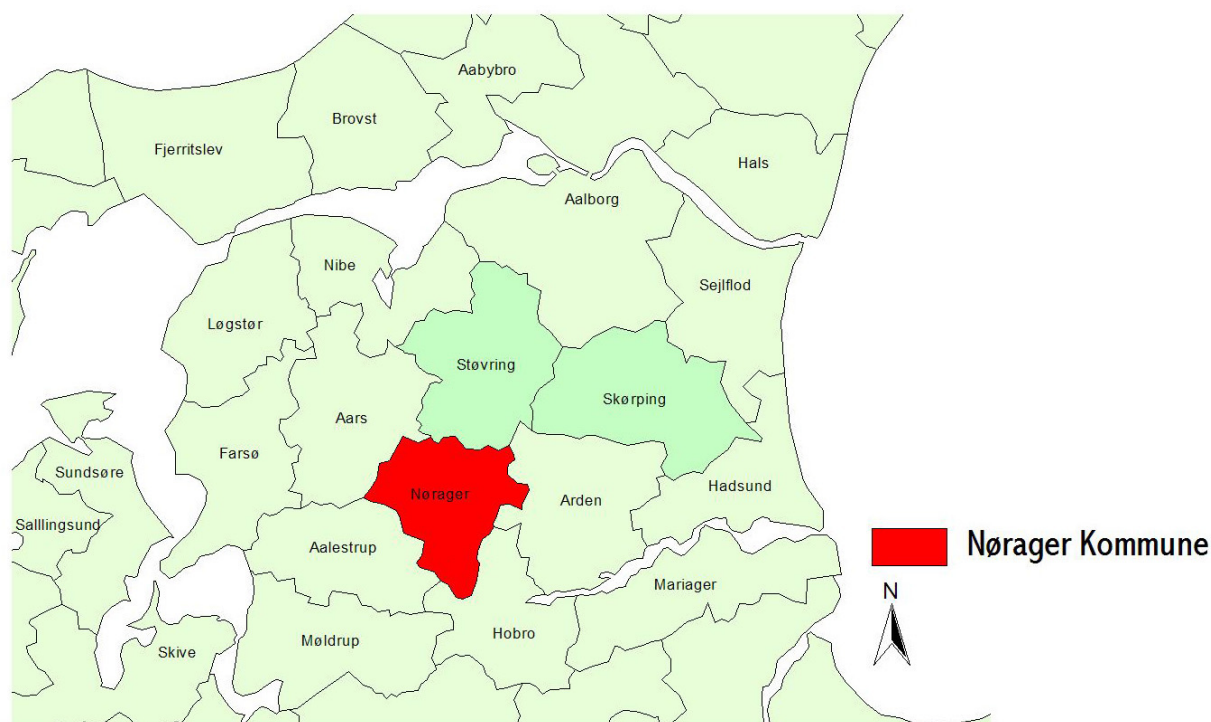 Aabybro
Brovst
Fjerritslev
Hals
Aalborg
Nibe
Sejlflod
Løgstør
Støvring
Skørping
Aars
Farsø
Sundsøre
Nørager
Hadsund
Arden
Salllingsund
Aalestrup
Nørager Kommune
Mariager
N
Hobro
Møldrup
Skive